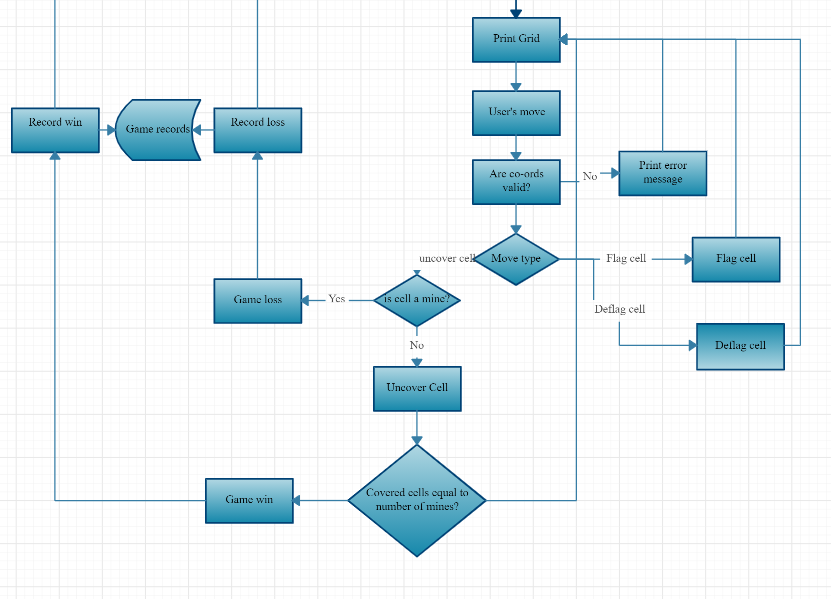 Print Grid
User's move
Record win
Game records
Record loss
Are co-ords
valid?
No
Print error
message
uncover cell
Move type
Flag cell
Flag cell
Game loss
Yes
is cell a mine?
Deflag cell
No
Deflag cell
Uncover Cell
Game win
Covered cells equal to
number of mines?